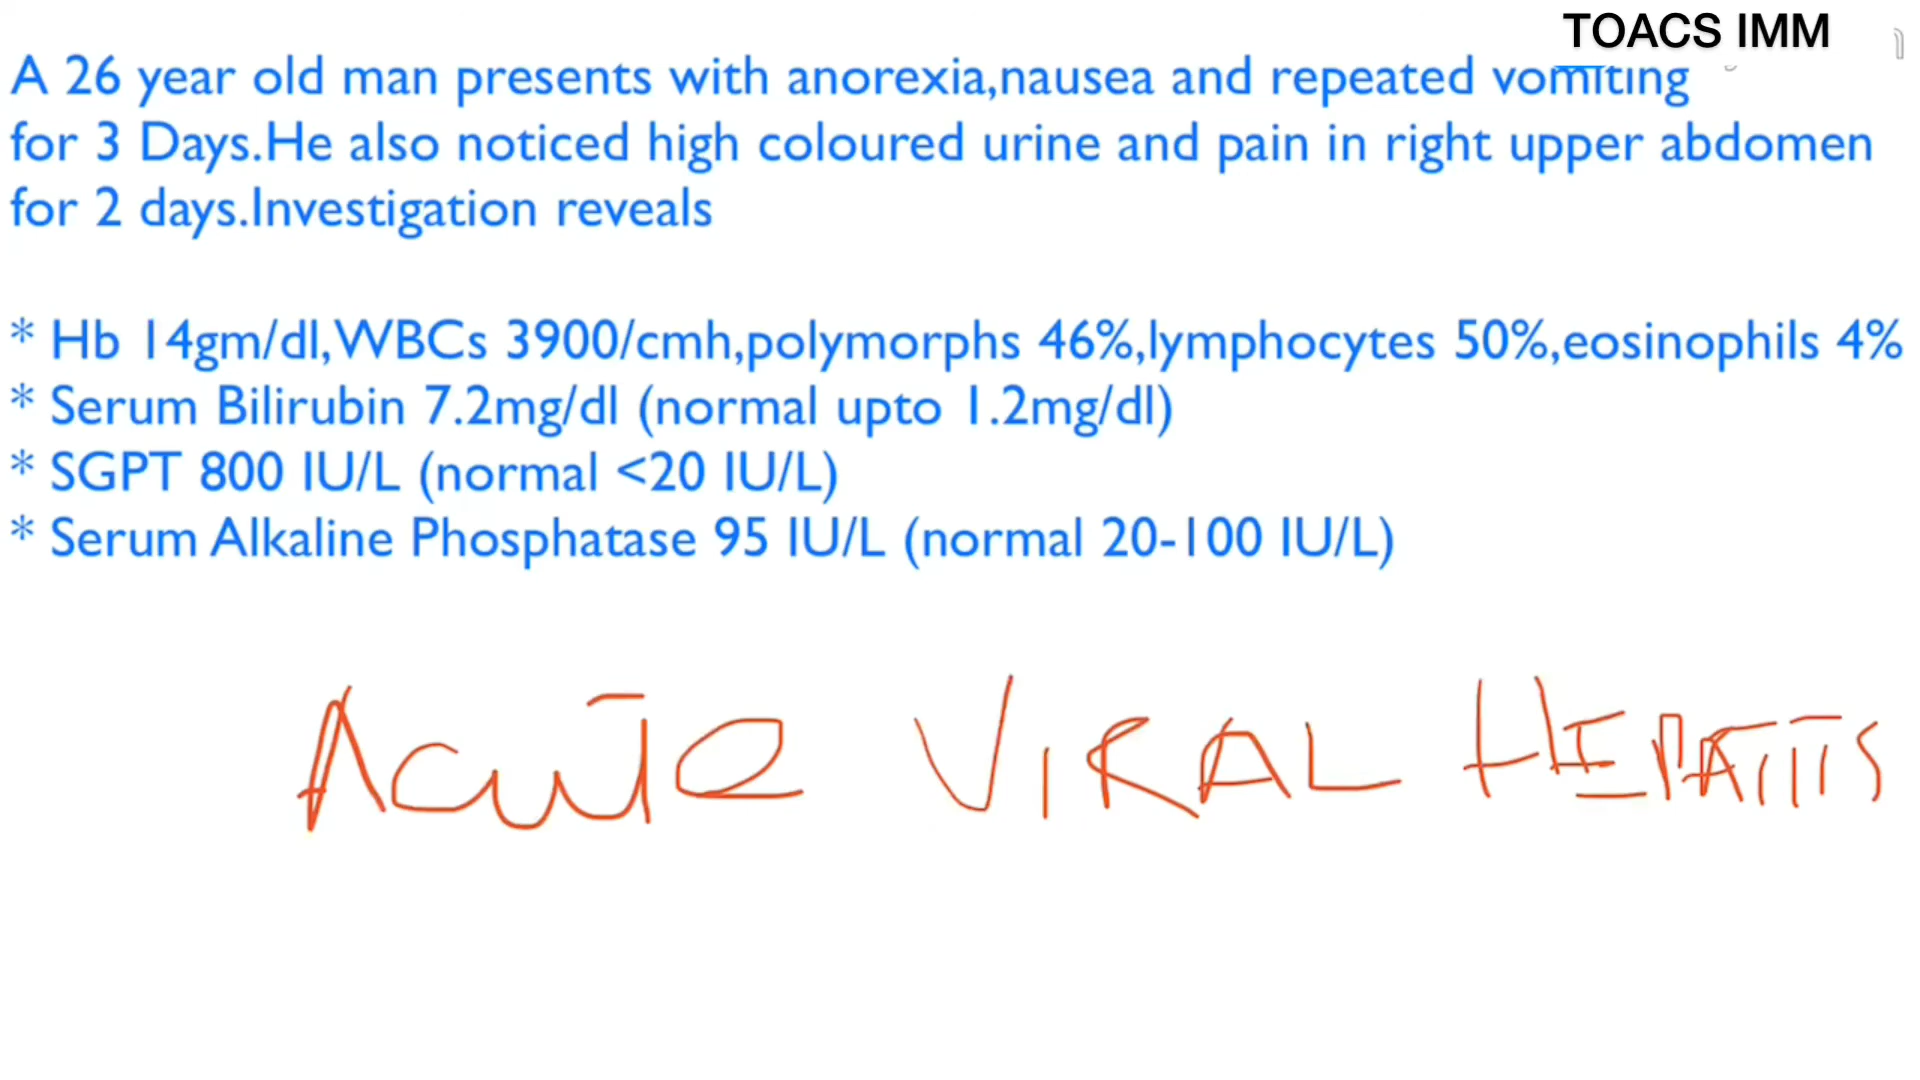 TOACS IMM
A 26 year old man presents with anorexia,nausea and repeated vomiting
for 3 Days.He also noticed high coloured urine and pain in right upper abdomen
for 2 days.Investigation reveals
* Hb 14gm/dl,WBCs 3900/cmh,polymorphs 46%,lymphocytes 50%,eosinophils 4%
* Serum Bilirubin 7.2mg/dl (normal upto 1.2mg/dl)
* SGPT 800 IU/L (normal <20 IU/L)
* Serum Alkaline Phosphatase 95 IU/L (normal 20-100 IU/L)
Acute VIRAL HEPATITIS